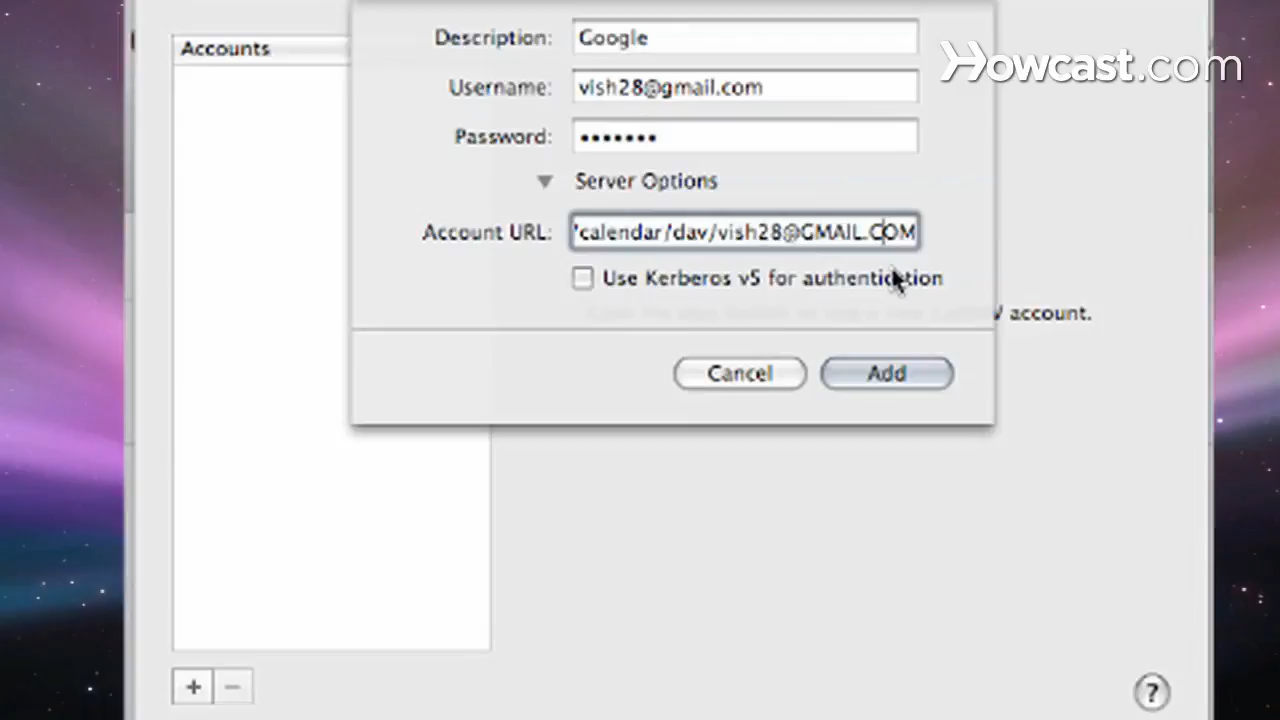 Accounts
Description: Google
Howcast.com
Username: vish28@gmail.com
Password: •••••••
Server Options
Account URL: /calendar/dav/vish28@GMAIL.COM
Use Kerberos v5 for authentication
account.
Cancel Add
+ −
?